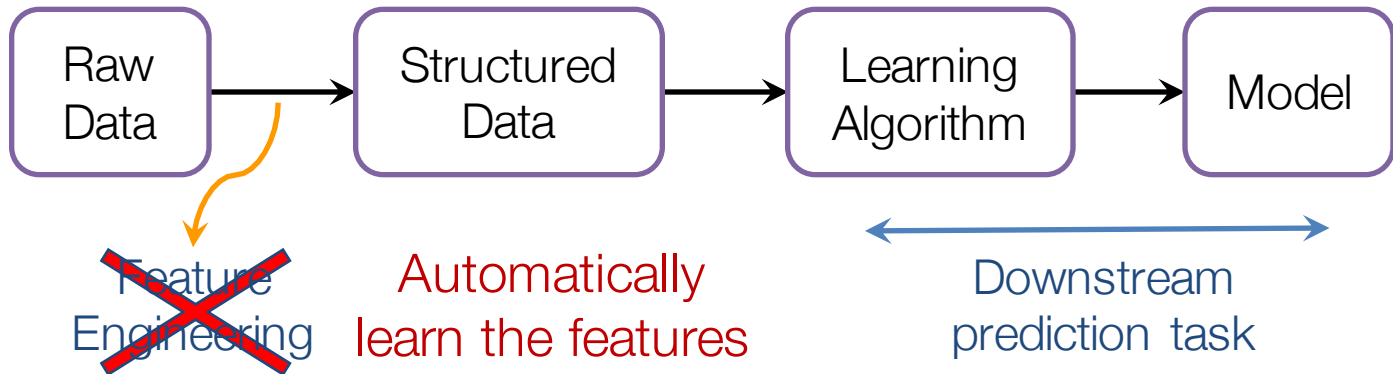 Raw
Data
Structured
Data
Learning
Algorithm
Model
Feature
Engineering
Automatically
learn the features
Downstream
prediction task